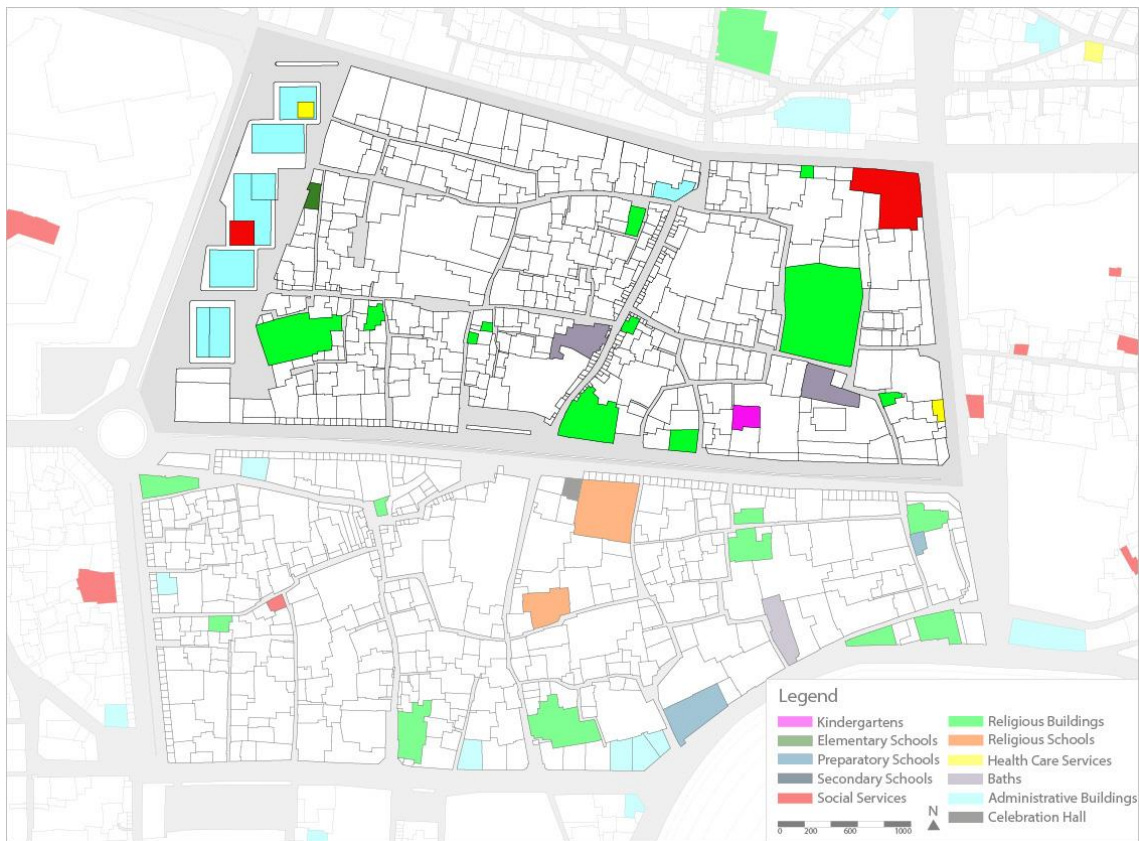 Legend
Kindergartens
Elementary Schools
Preparatory Schools
Secondary Schools
Social Services
Religious Buildings
Religious Schools
Health Care Services
Baths
Administrative Buildings
Celebration Hall
N
0 200 600 1000